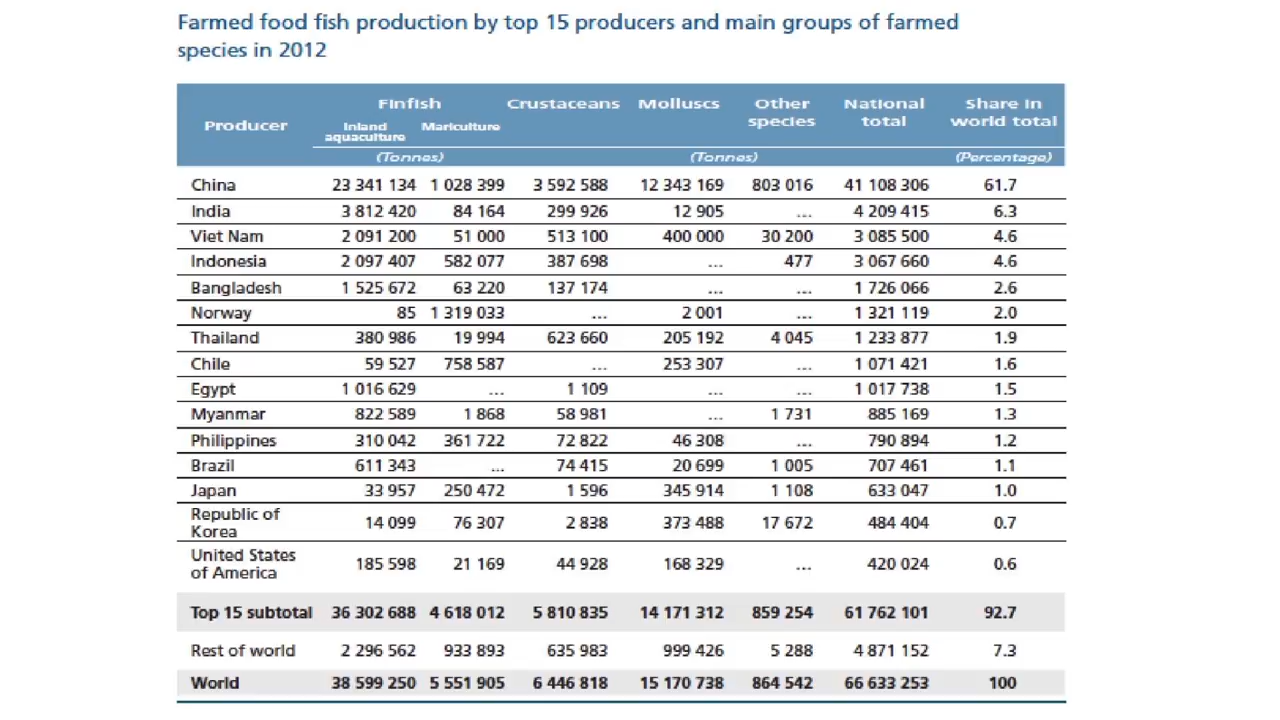 Farmed food fish production by top 15 producers and main groups of farmed
species in 2012
Producer Finfish Crustaceans Molluscs Other species National total Share in world total
Inland aquaculture Mariculture
(Tonnes) (Tonnes) (Percentage)
China 23 341 134 1 028 399 3 592 588 12 343 169 803 016 41 108 306 61.7
India 3 812 420 84 164 299 926 12 905 ... 4 209 415 6.3
Viet Nam 2 091 200 51 000 513 100 400 000 30 200 3 085 500 4.6
Indonesia 2 097 407 582 077 387 698 ... 477 3 067 660 4.6
Bangladesh 1 525 672 63 220 137 174 ... ... 1 726 066 2.6
Norway 85 1 319 033 ... 2 001 ... 1 321 119 2.0
Thailand 380 986 19 994 623 660 205 192 4 045 1 233 877 1.9
Chile 59 527 758 587 ... 253 307 ... 1 071 421 1.6
Egypt 1 016 629 ... 1 109 ... ... 1 017 738 1.5
Myanmar 822 589 1 868 58 981 ... 1 731 885 169 1.3
Philippines 310 042 361 722 72 822 46 308 ... 790 894 1.2
Brazil 611 343 ... 74 415 20 699 1 005 707 461 1.1
Japan 33 957 250 472 1 596 345 914 1 108 633 047 1.0
Republic of Korea 14 099 76 307 2 838 373 488 17 672 484 404 0.7
United States of America 185 598 21 169 44 928 168 329 ... 420 024 0.6
Top 15 subtotal 36 302 688 4 618 012 5 810 835 14 171 312 859 254 61 762 101 92.7
Rest of world 2 296 562 933 893 635 983 999 426 5 288 4 871 152 7.3
World 38 599 250 5 551 905 6 446 818 15 170 738 864 542 66 633 253 100